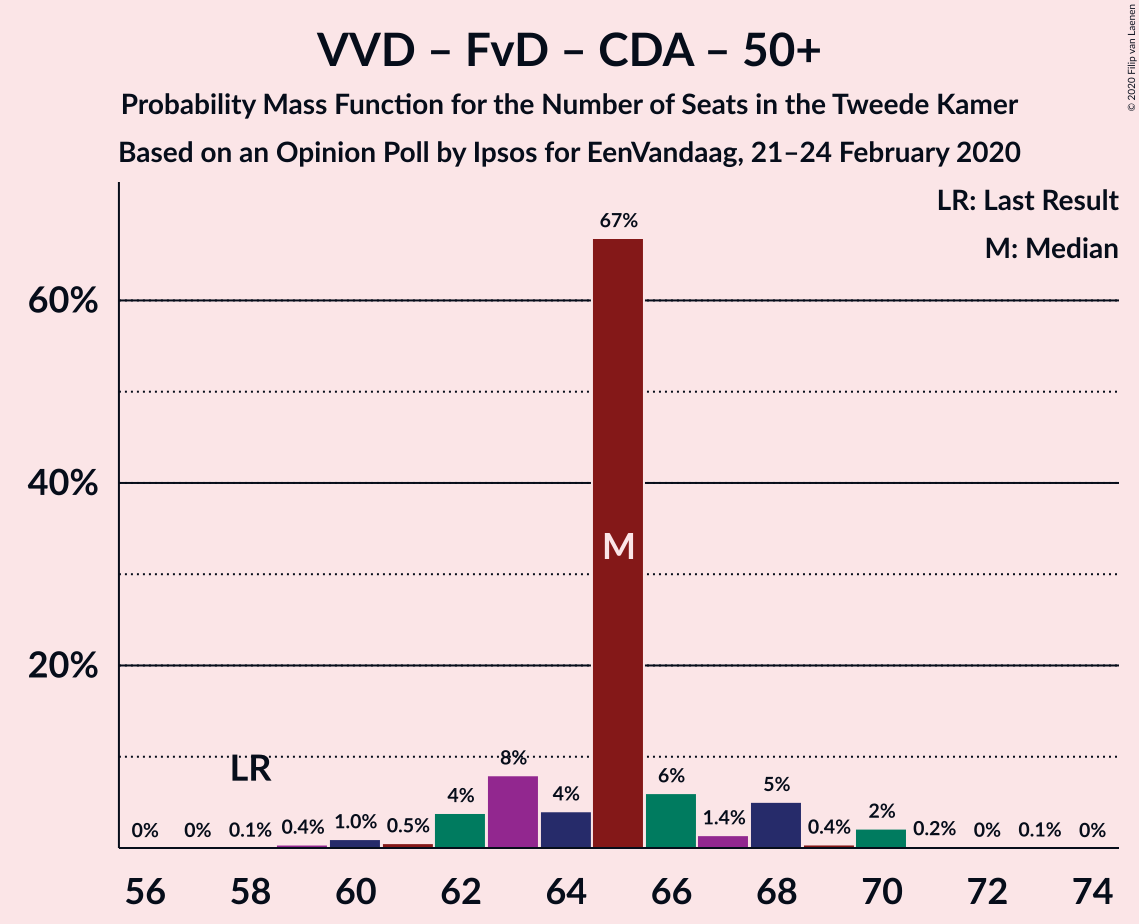 VVD – FvD – CDA – 50+
Probability Mass Function for the Number of Seats in the Tweede Kamer
Based on an Opinion Poll by Ipsos for EenVandaag, 21–24 February 2020
© 2020 Filip van Laenen
LR: Last Result
M: Median
67%
60%
40%
M
20%
LR
0% 0% 0.1% 0.4% 1.0% 0.5% 4% 8% 4% 6% 1.4% 5% 0.4% 2% 0.2% 0% 0.1% 0%
56 58 60 62 64 66 68 70 72 74